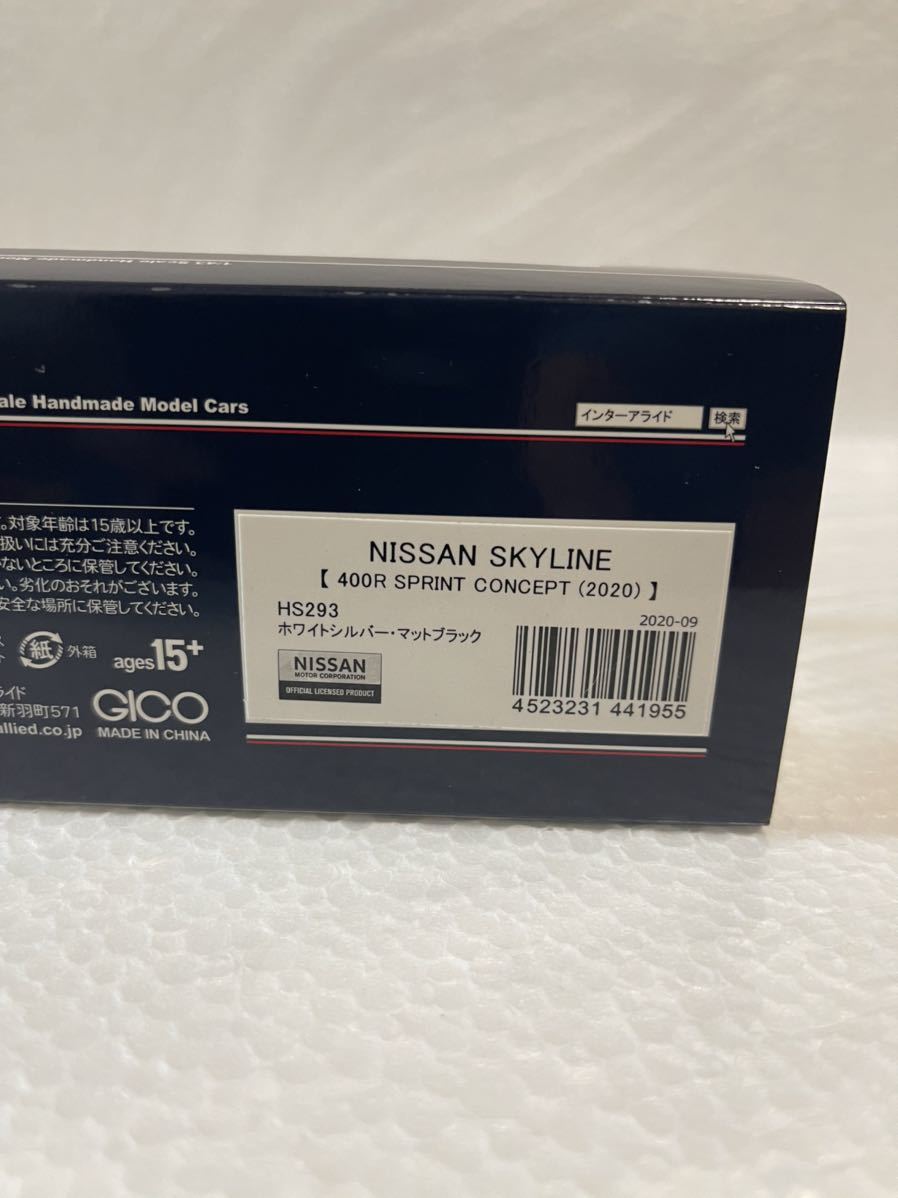 1/43 Scale Handmade Mo
ale Handmade Model Cars
インターアライド 検索
。対象年齢は15歳以上です。
扱いには充分ご注意ください。
ないところに保管してください。
い。劣化のおそれがございます。
安全な場所に保管してください。
紙 外箱
ages15+
ライド
新羽町571
allied.co.jp
GICO
MADE IN CHINA
NISSAN SKYLINE
【 400R SPRINT CONCEPT (2020) 】
HS293
2020-09
ホワイトシルバー・マットブラック
NISSAN
MOTOR CORPORATION
OFFICIAL LICENSED PRODUCT
4523231 441955